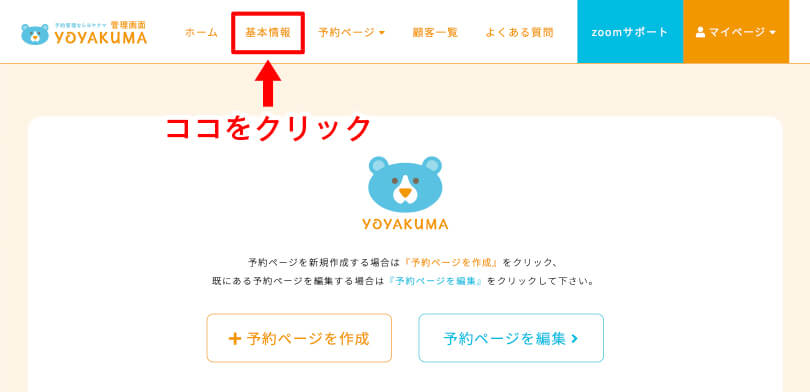 予約管理ならヨヤクマ 管理画面
YOYAKUMA
ホーム
基本情報
予約ページ
顧客一覧
よくある質問
zoomサポート
マイページ
ココをクリック
YOYAKUMA
予約ページを新規作成する場合は『予約ページを作成』をクリック、
既にある予約ページを編集する場合は『予約ページを編集』をクリックして下さい。
+ 予約ページを作成
予約ページを編集 >